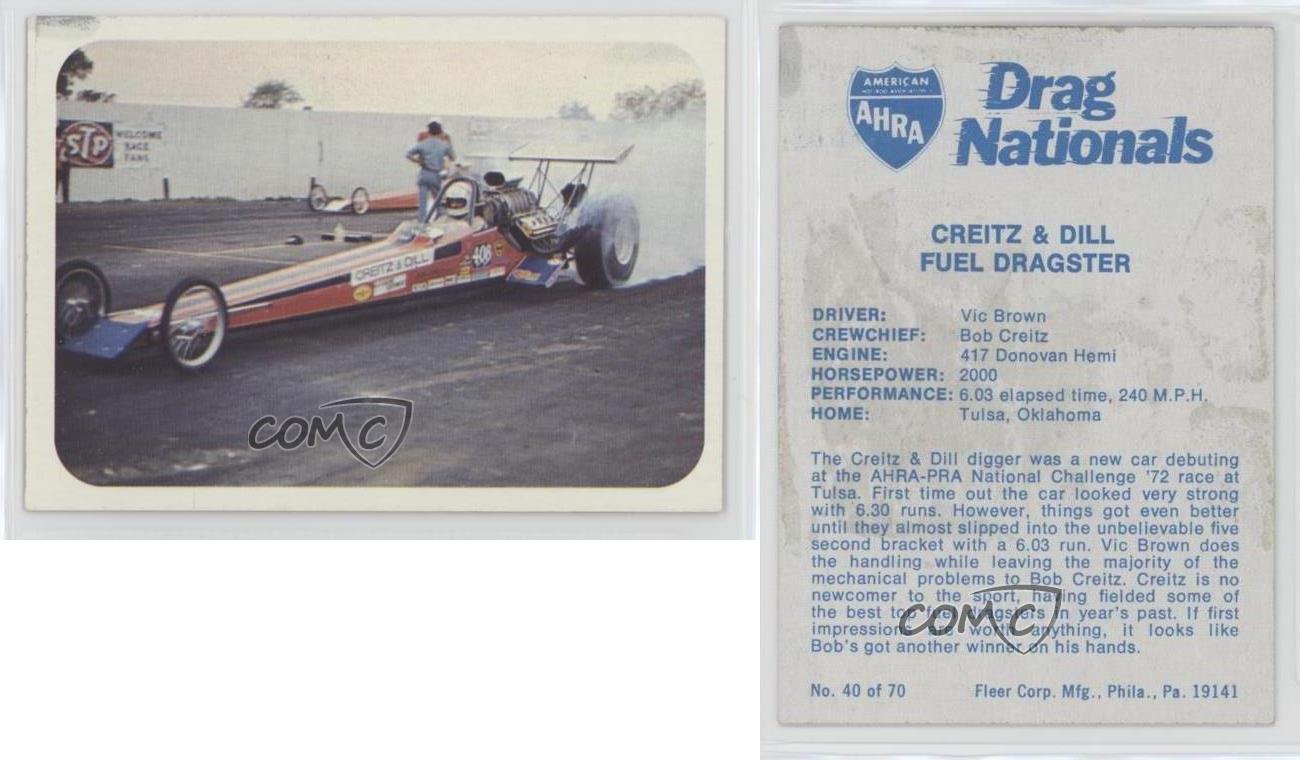 STP
WELCOME
RACE
FANS
CREITZ & DILL
408
COMC
AMERICAN
AHRA
Drag
Nationals
CREITZ & DILL
FUEL DRAGSTER
DRIVER: Vic Brown
CREWCHIEF: Bob Creitz
ENGINE: 417 Donovan Hemi
HORSEPOWER: 2000
PERFORMANCE: 6.03 elapsed time, 240 M.P.H.
HOME: Tulsa, Oklahoma
The Creitz & Dill digger was a new car debuting
at the AHRA-PRA National Challenge '72 race at
Tulsa. First time out the car looked very strong
with 6.30 runs. However, things got even better
until they almost slipped into the unbelievable five
second bracket with a 6.03 run. Vic Brown does
the handling while leaving the majority of the
mechanical problems to Bob Creitz. Creitz is no
newcomer to the sport, having fielded some of
the best top fuel dragsters in year's past. If first
impressions are worth anything, it looks like
Bob's got another winner on his hands.
COMC
No. 40 of 70 Fleer Corp. Mfg., Phila., Pa. 19141